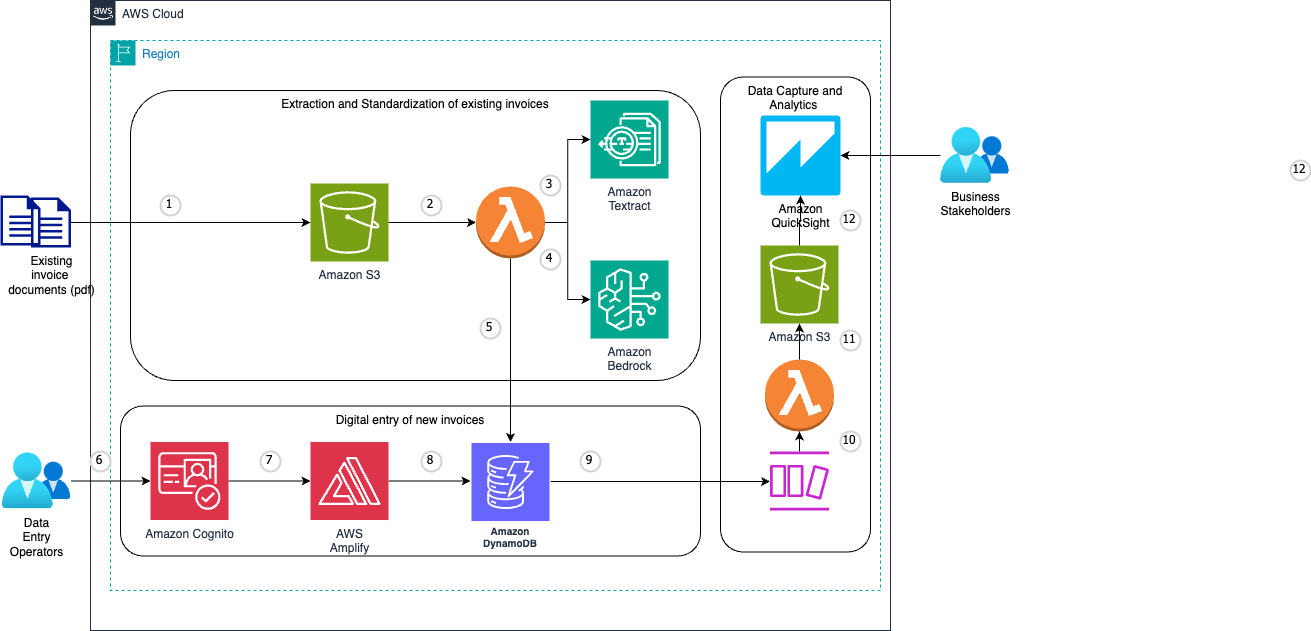 aws
AWS Cloud
Region
Extraction and Standardization of existing invoices
Data Capture and
Analytics
1
2
3
4
5
Existing
invoice
documents (pdf)
Amazon S3
Amazon
Textract
Amazon
Bedrock
Amazon
QuickSight
12
Amazon S3
11
10
Business
Stakeholders
12
Digital entry of new invoices
6
7
8
9
Data
Entry
Operators
Amazon Cognito
AWS
Amplify
Amazon
DynamoDB